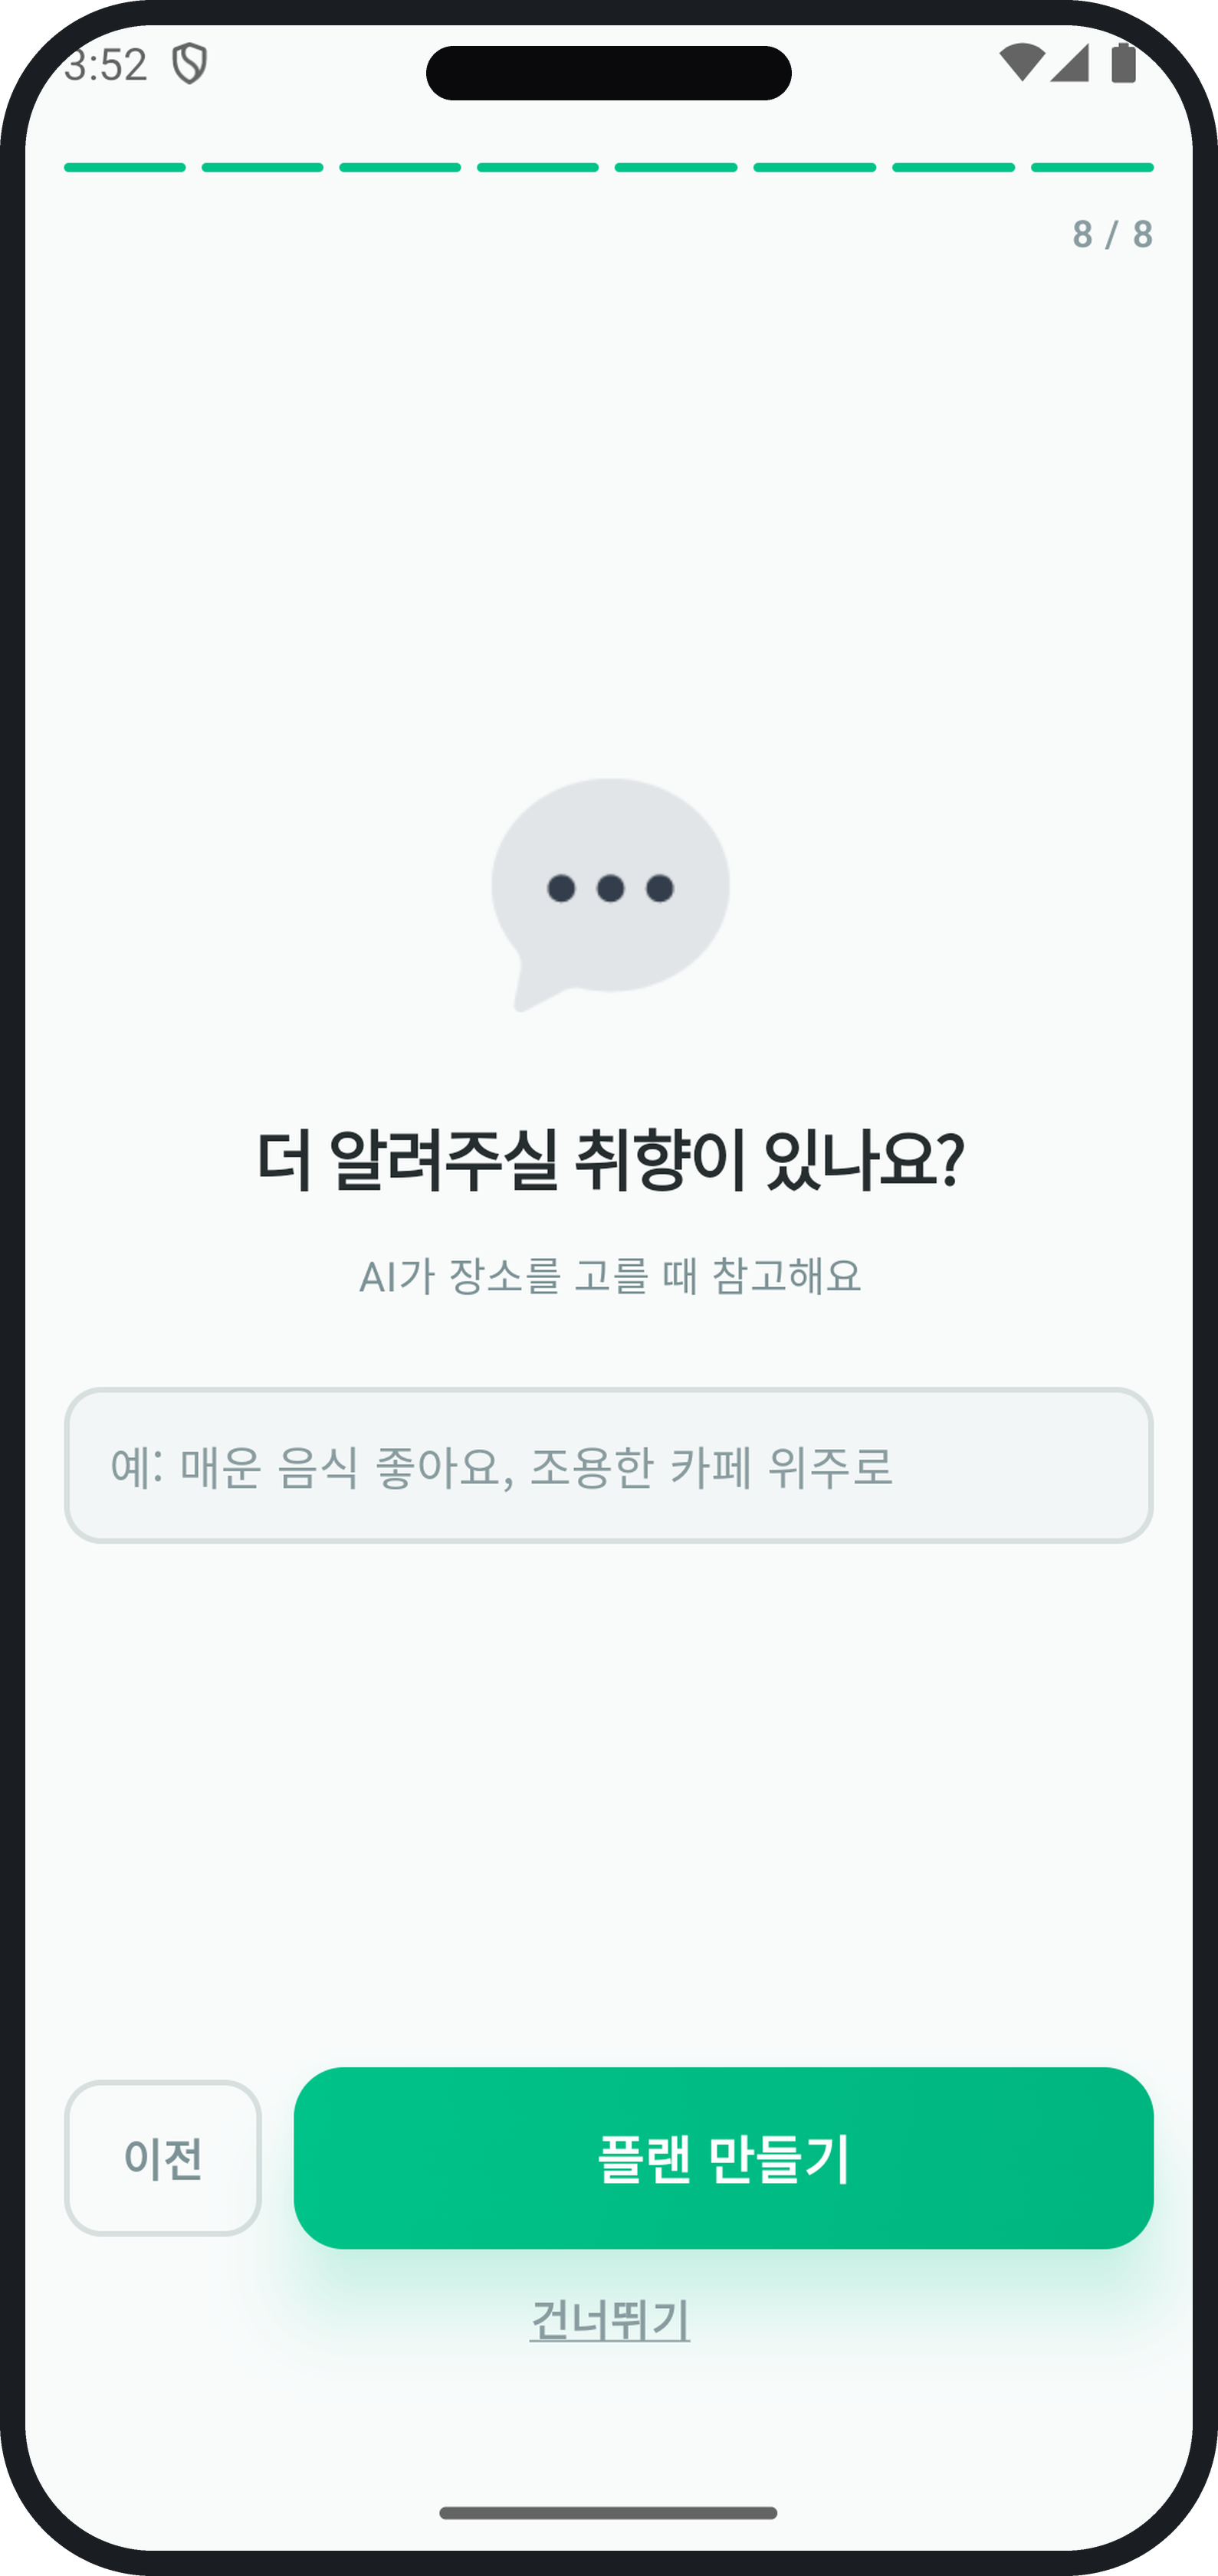 3:52
8 / 8
더 알려주실 취향이 있나요?
AI가 장소를 고를 때 참고해요
예: 매운 음식 좋아요, 조용한 카페 위주로
이전
플랜 만들기
건너뛰기